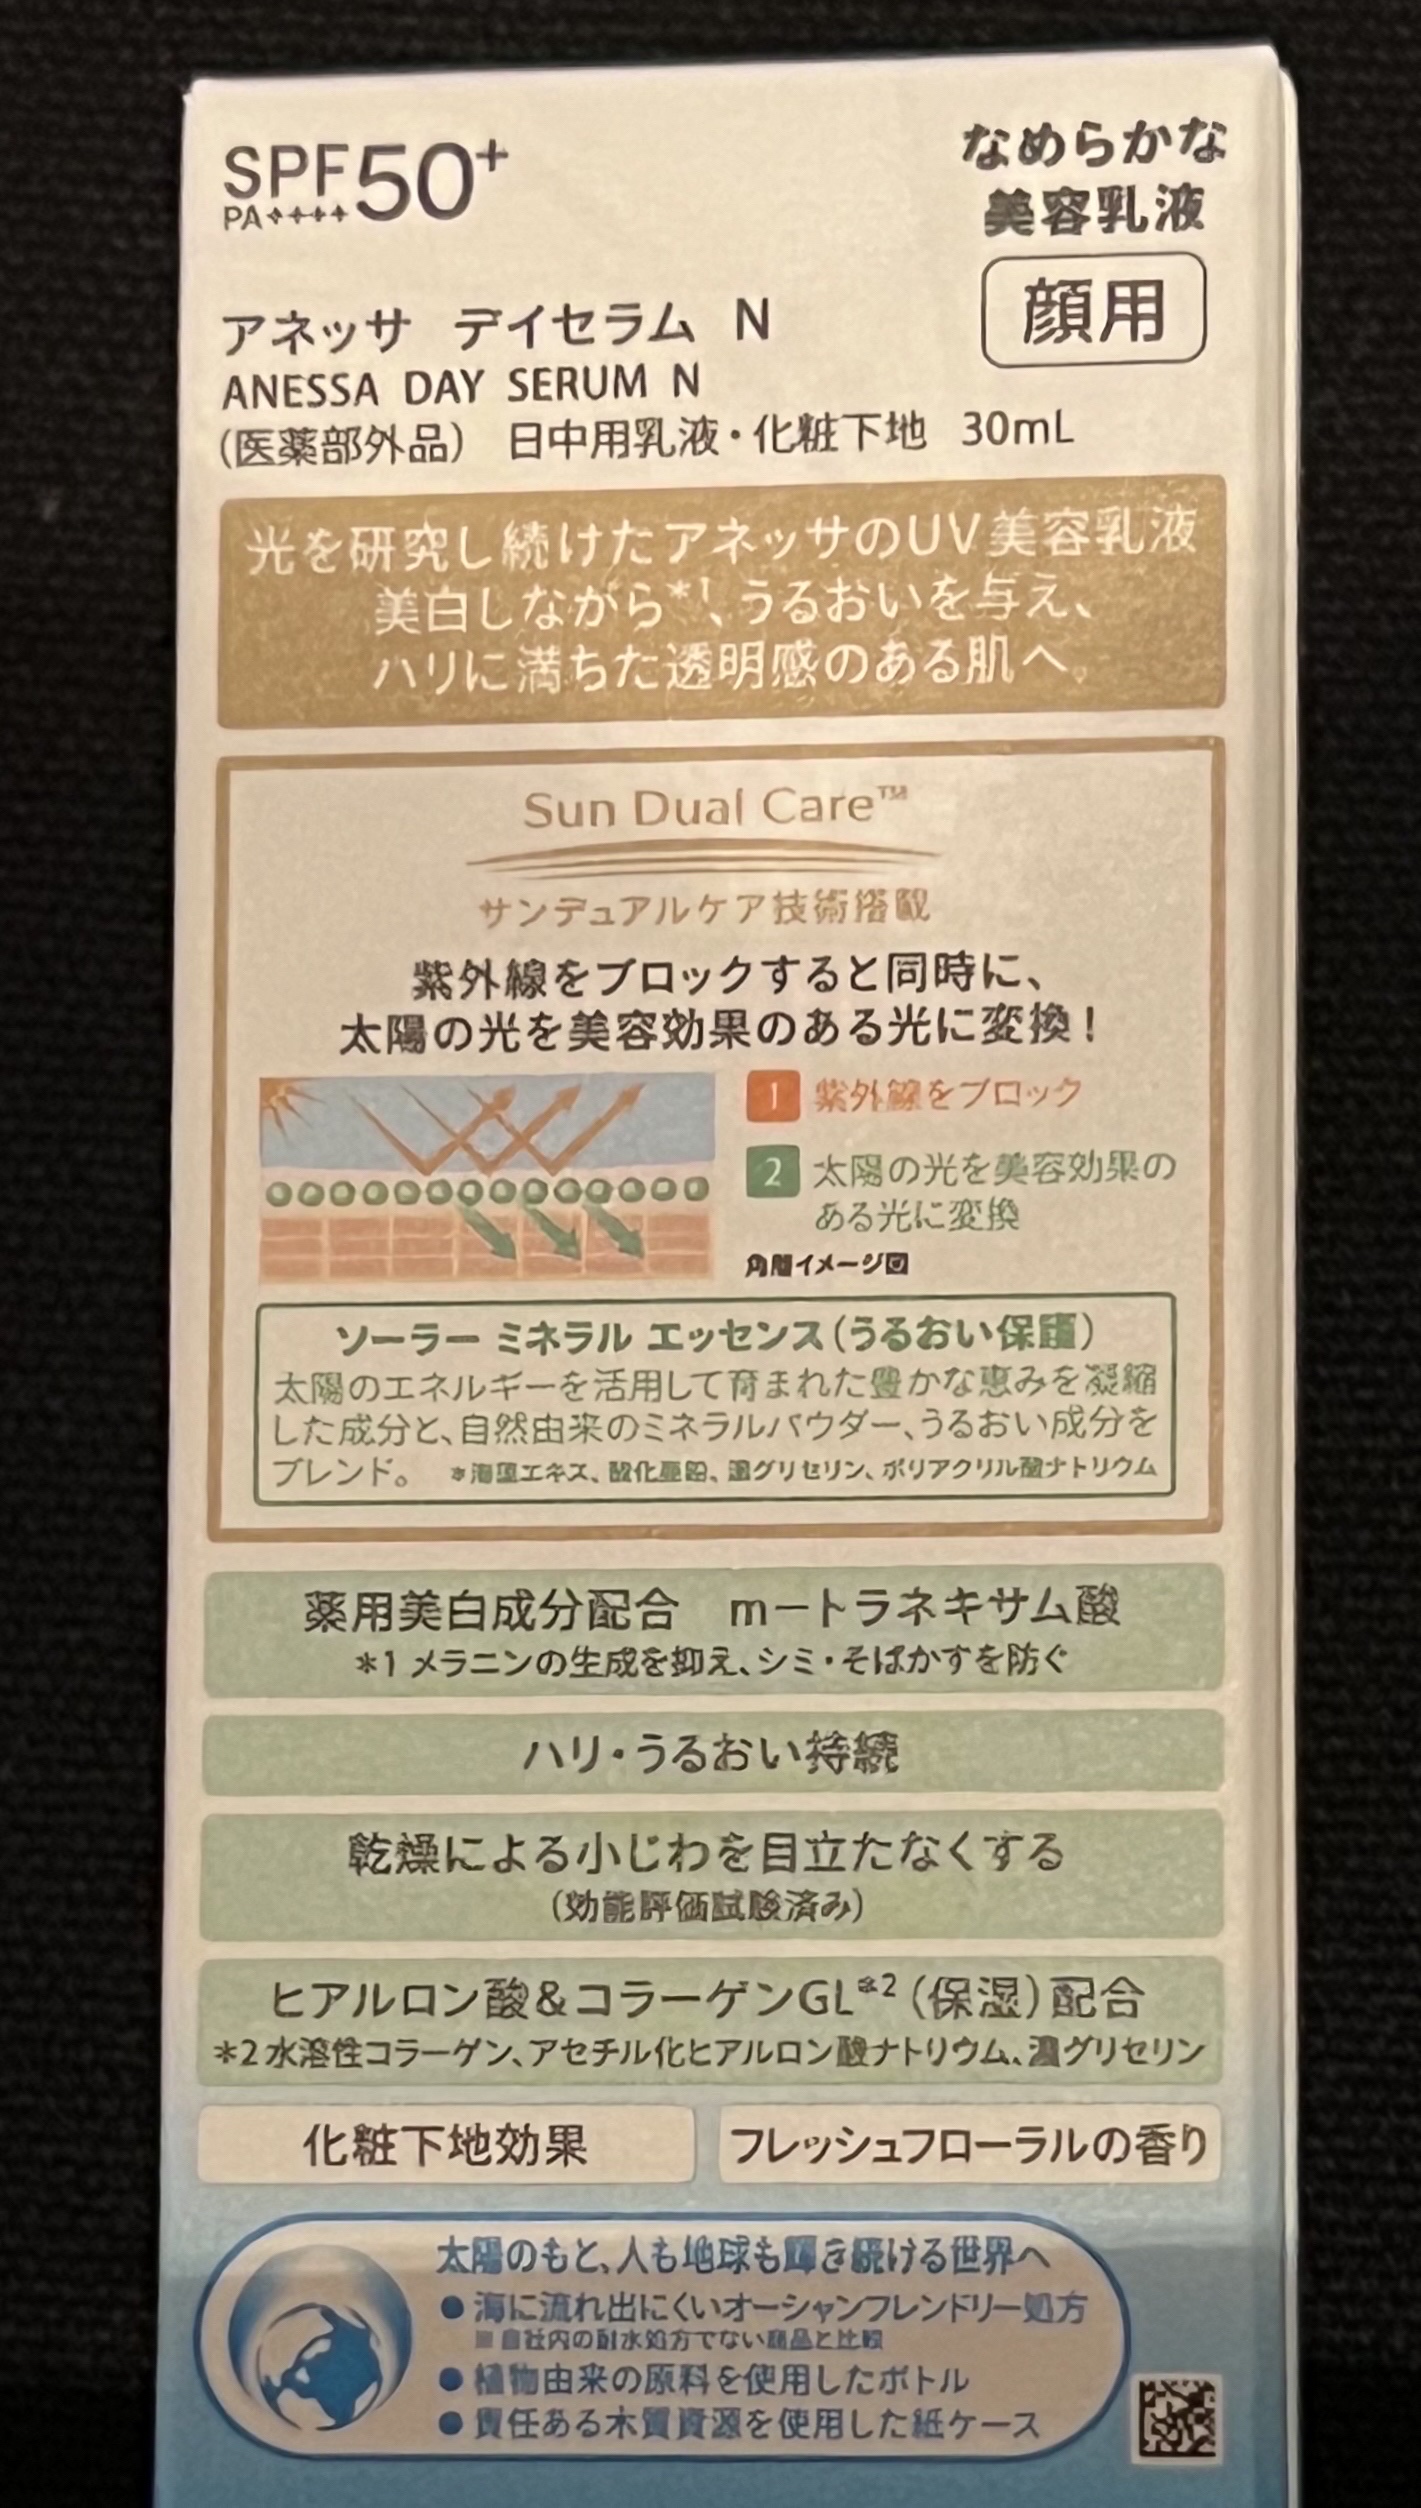 SPF50+
PA++++
なめらかな
美容乳液
顔用
アネッサ デイセラム N
ANESSA DAY SERUM N
(医薬部外品) 日中用乳液・化粧下地 30mL
光を研究し続けたアネッサのUV美容乳液
美白しながら*1、うるおいを与え、
ハリに満ちた透明感のある肌へ。
Sun Dual Care™
サンデュアルケア技術搭載
紫外線をブロックすると同時に、
太陽の光を美容効果のある光に変換!
1 紫外線をブロック
2 太陽の光を美容効果の
ある光に変換
角層イメージ図
ソーラー ミネラル エッセンス(うるおい保護)
太陽のエネルギーを活用して育まれた豊かな恵みを凝縮
した成分と、自然由来のミネラルパウダー、うるおい成分を
ブレンド。 *海藻エキス、酸化亜鉛、濃グリセリン、ポリアクリル酸ナトリウム
薬用美白成分配合 m-トラネキサム酸
*1 メラニンの生成を抑え、シミ・そばかすを防ぐ
ハリ・うるおい持続
乾燥による小じわを目立たなくする
(効能評価試験済み)
ヒアルロン酸&コラーゲンGL*2(保湿)配合
*2 水溶性コラーゲン、アセチル化ヒアルロン酸ナトリウム、濃グリセリン
化粧下地効果
フレッシュフローラルの香り
太陽のもと、人も地球も輝き続ける世界へ
●海に流れ出にくいオーシャンフレンドリー処方
※自社内の耐水処方でない商品と比較
●植物由来の原料を使用したボトル
●責任ある木質資源を使用した紙ケース